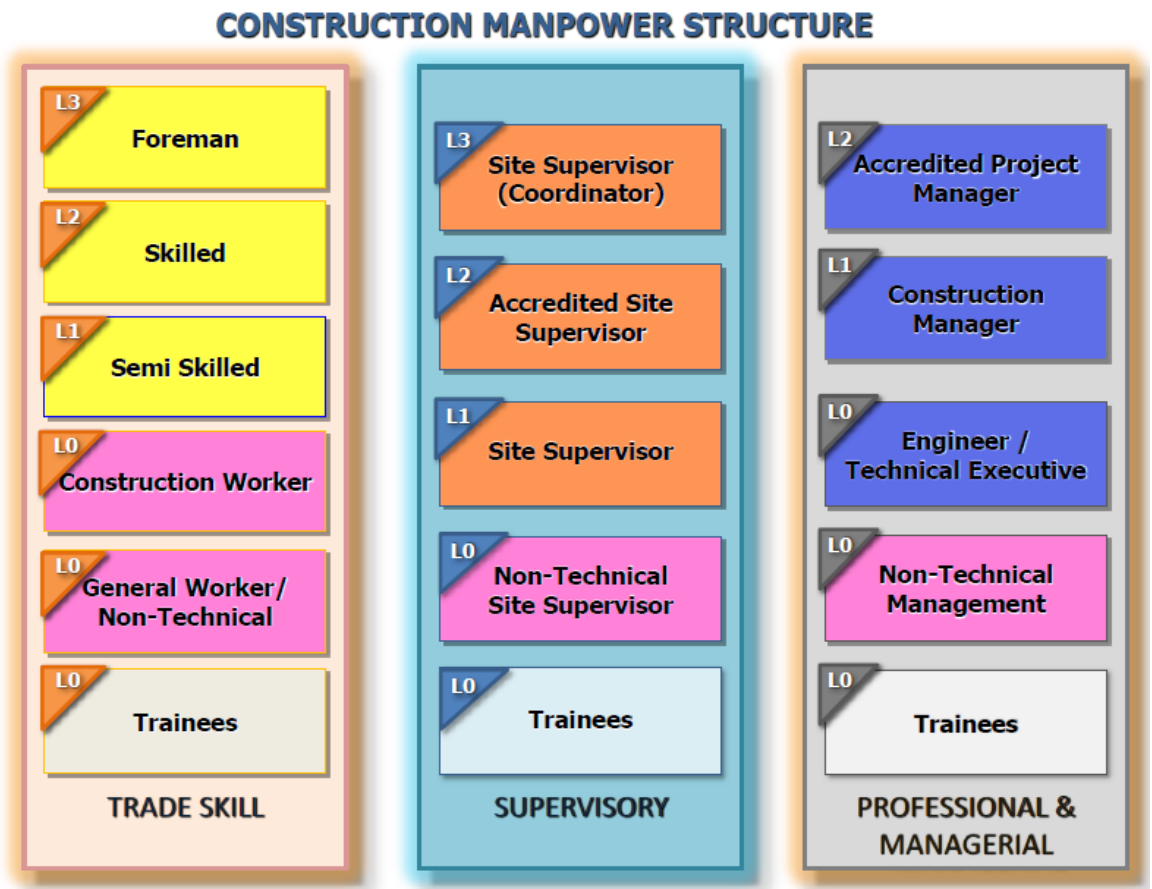 CONSTRUCTION MANPOWER STRUCTURE
L3
Foreman
L2
Skilled
L1
Semi Skilled
L0
Construction Worker
L0
General Worker/
Non-Technical
L0
Trainees
TRADE SKILL
L3
Site Supervisor
(Coordinator)
L2
Accredited Site
Supervisor
L1
Site Supervisor
L0
Non-Technical
Site Supervisor
L0
Trainees
SUPERVISORY
L2
Accredited Project
Manager
L1
Construction
Manager
L0
Engineer /
Technical Executive
L0
Non-Technical
Management
L0
Trainees
PROFESSIONAL &
MANAGERIAL